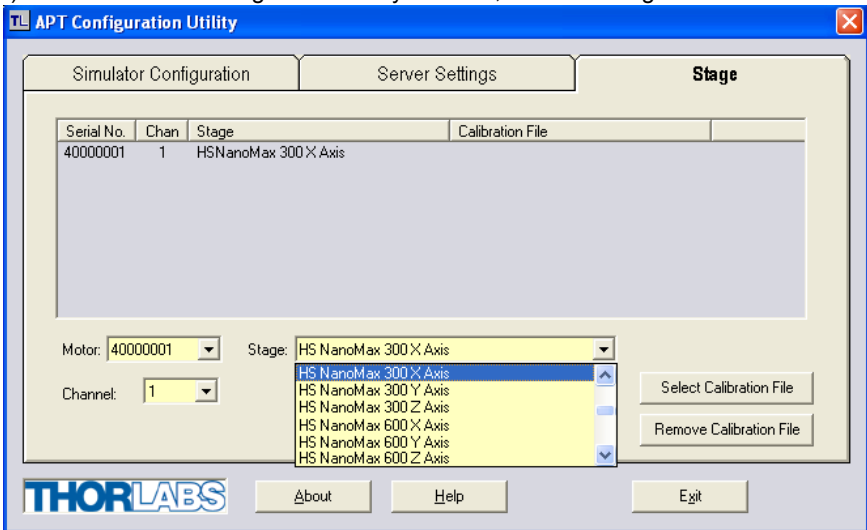 TL APT Configuration Utility
Simulator Configuration Server Settings Stage
Serial No. Chan Stage Calibration File
40000001 1 HSNanoMax 300 X Axis
Motor: 40000001 Stage: HS NanoMax 300 X Axis
HS NanoMax 300 X Axis
HS NanoMax 300 Y Axis
Channel: 1 Select Calibration File
HS NanoMax 300 Z Axis
HS NanoMax 600 X Axis
Remove Calibration File
HS NanoMax 600 Y Axis
HS NanoMax 600 Z Axis
THORLABS About Help Exit